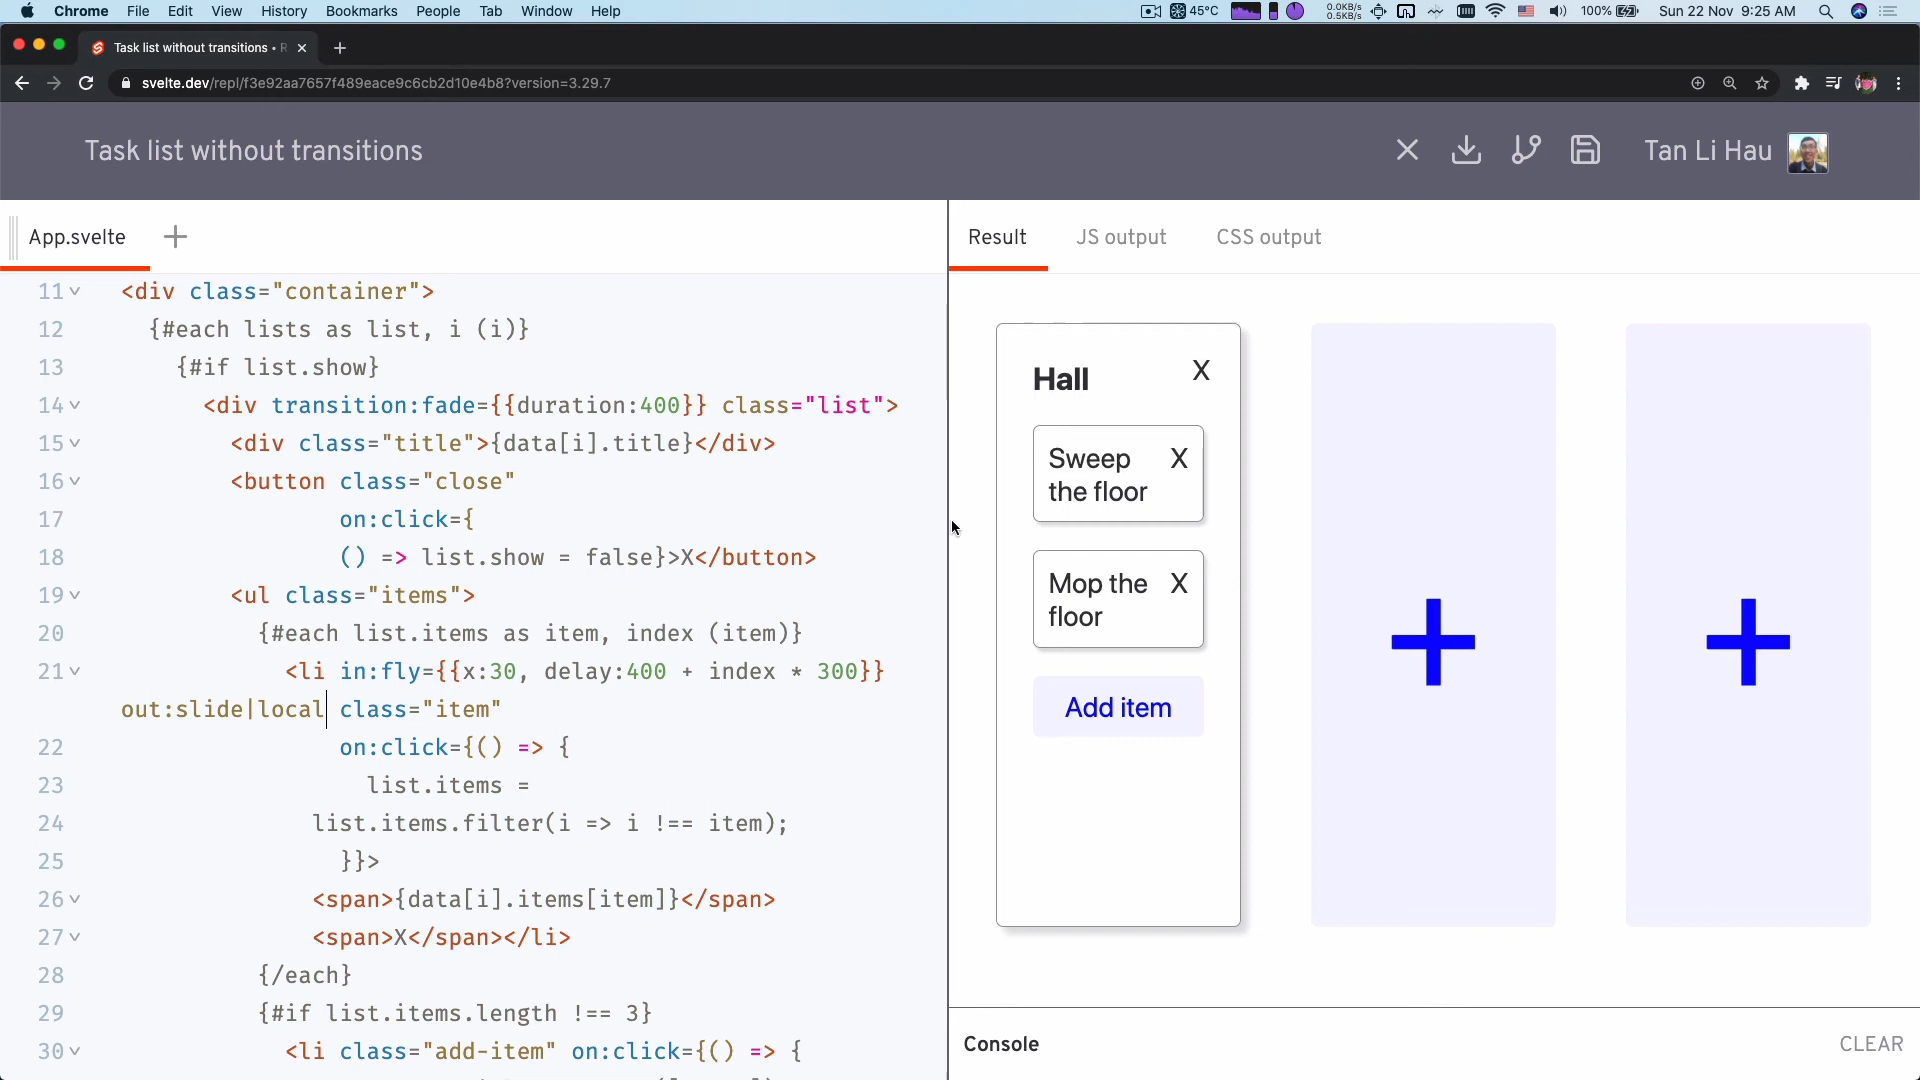 Chrome File Edit View History Bookmarks People Tab Window Help
45°C 0.0KB/s 0.5KB/s 100% Sun 22 Nov 9:25 AM
Task list without transitions • R
svelte.dev/repl/f3e92aa7657f489eace9c6cb2d10e4b8?version=3.29.7
Task list without transitions
Tan Li Hau
App.svelte
11 <div class="container">
12 {#each lists as list, i (i)}
13 {#if list.show}
14 <div transition:fade={{duration:400}} class="list">
15 <div class="title">{data[i].title}</div>
16 <button class="close"
17 on:click={
18 () => list.show = false}>X</button>
19 <ul class="items">
20 {#each list.items as item, index (item)}
21 <li in:fly={{x:30, delay:400 + index * 300}}
out:slide|local class="item"
22 on:click={() => {
23 list.items =
24 list.items.filter(i => i !== item);
25 }}>
26 <span>{data[i].items[item]}</span>
27 <span>X</span></li>
28 {/each}
29 {#if list.items.length !== 3}
30 <li class="add-item" on:click={() => {
Result JS output CSS output
Hall X
Sweep X
the floor
Mop the X
floor
Add item
+ +
Console CLEAR